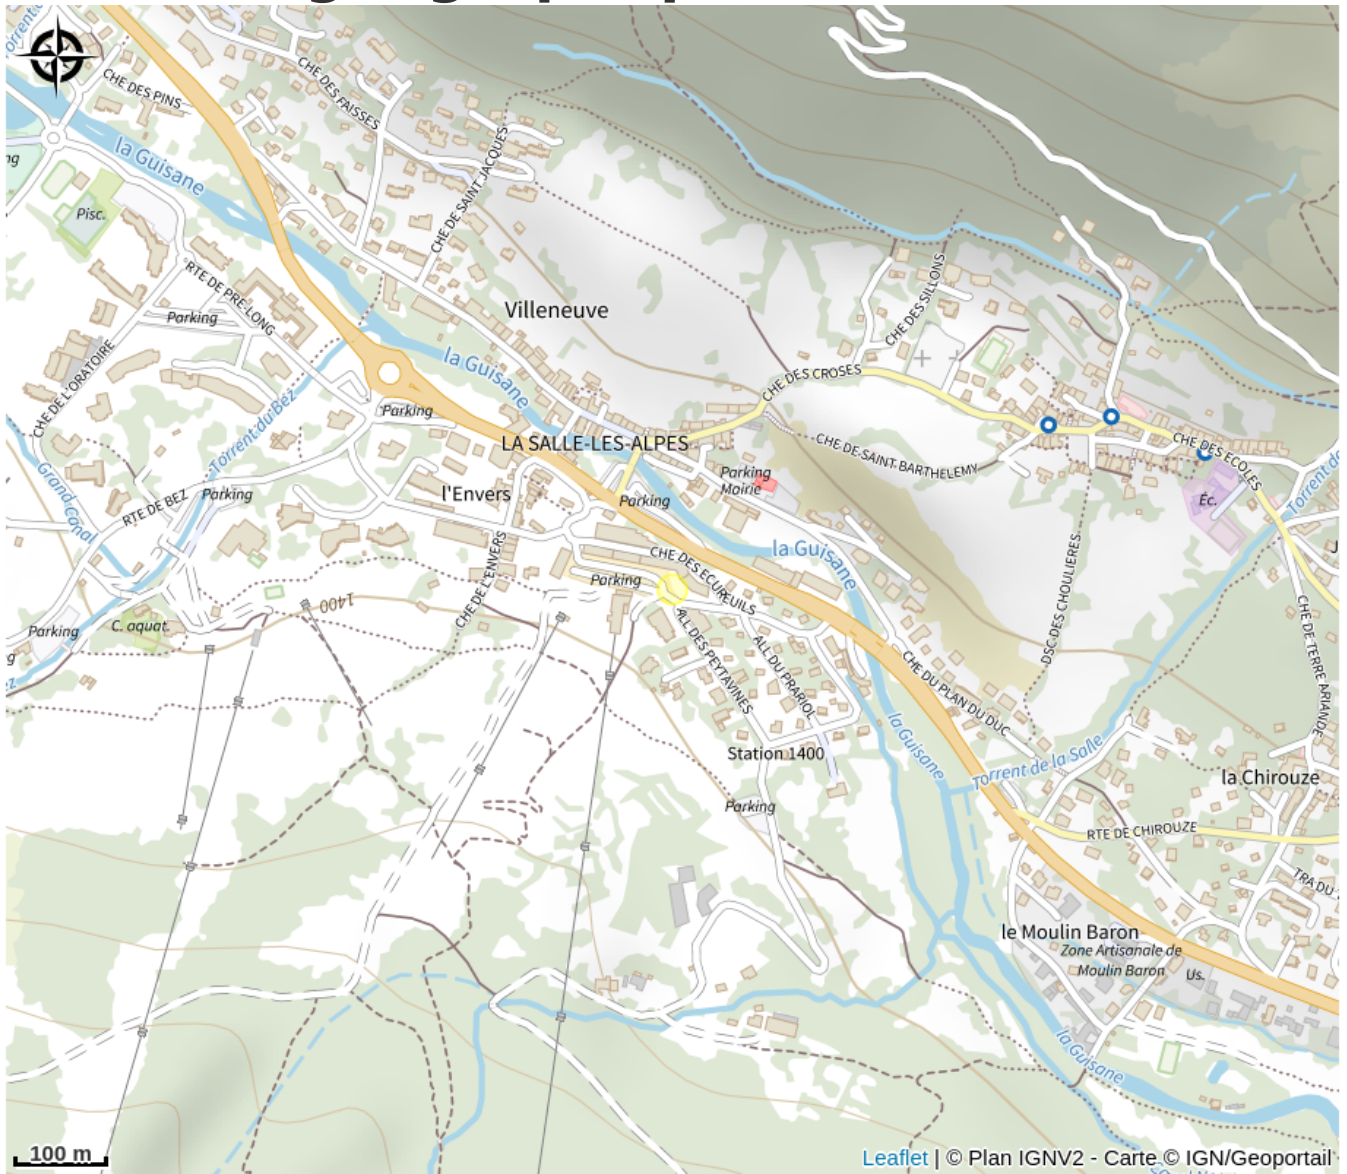 CHE DES PINS
CHE DES FAISSES
la Guisane
CHE DE SAINT JACQUES
Pisc.
RTE DE PRE-LONG
Parking
CHE DE L'ORATOIRE
Villeneuve
CHE DES SILLONS
la Guisane
CHE DES CROSES
Parking
Torrent du Bez
LA SALLE-LES-ALPES
CHE DE SAINT BARTHELEMY
CHE DES ECOLES
Grand Canal
RTE DE BEZ
Parking
l'Envers
Parking
Parking
Mairie
Éc.
Torrent de
CHE DE L'ENVERS
CHE DES ECUREUILS
la Guisane
Parking
1400
DSC DES CHOULIERES
CHE DE TERRE ARIANDE
Parking
C. aquat.
ALL DES PEYTAVINES
ALL DU PRARIOL
CHE DU PLAN DU DUC
la Guisane
Station 1400
Torrent de la Salle
la Chirouze
Parking
RTE DE CHIROUZE
TRA DU
le Moulin Baron
Zone Artisanale de
Moulin Baron
Us.
la Guisane
100 m
Leaflet | © Plan IGNV2 - Carte © IGN/Geoportail